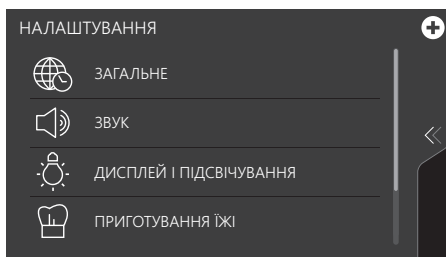 НАЛАШТУВАННЯ
ЗАГАЛЬНЕ
ЗВУК
ДИСПЛЕЙ І ПІДСВІЧУВАННЯ
ПРИГОТУВАННЯ ЇЖІ